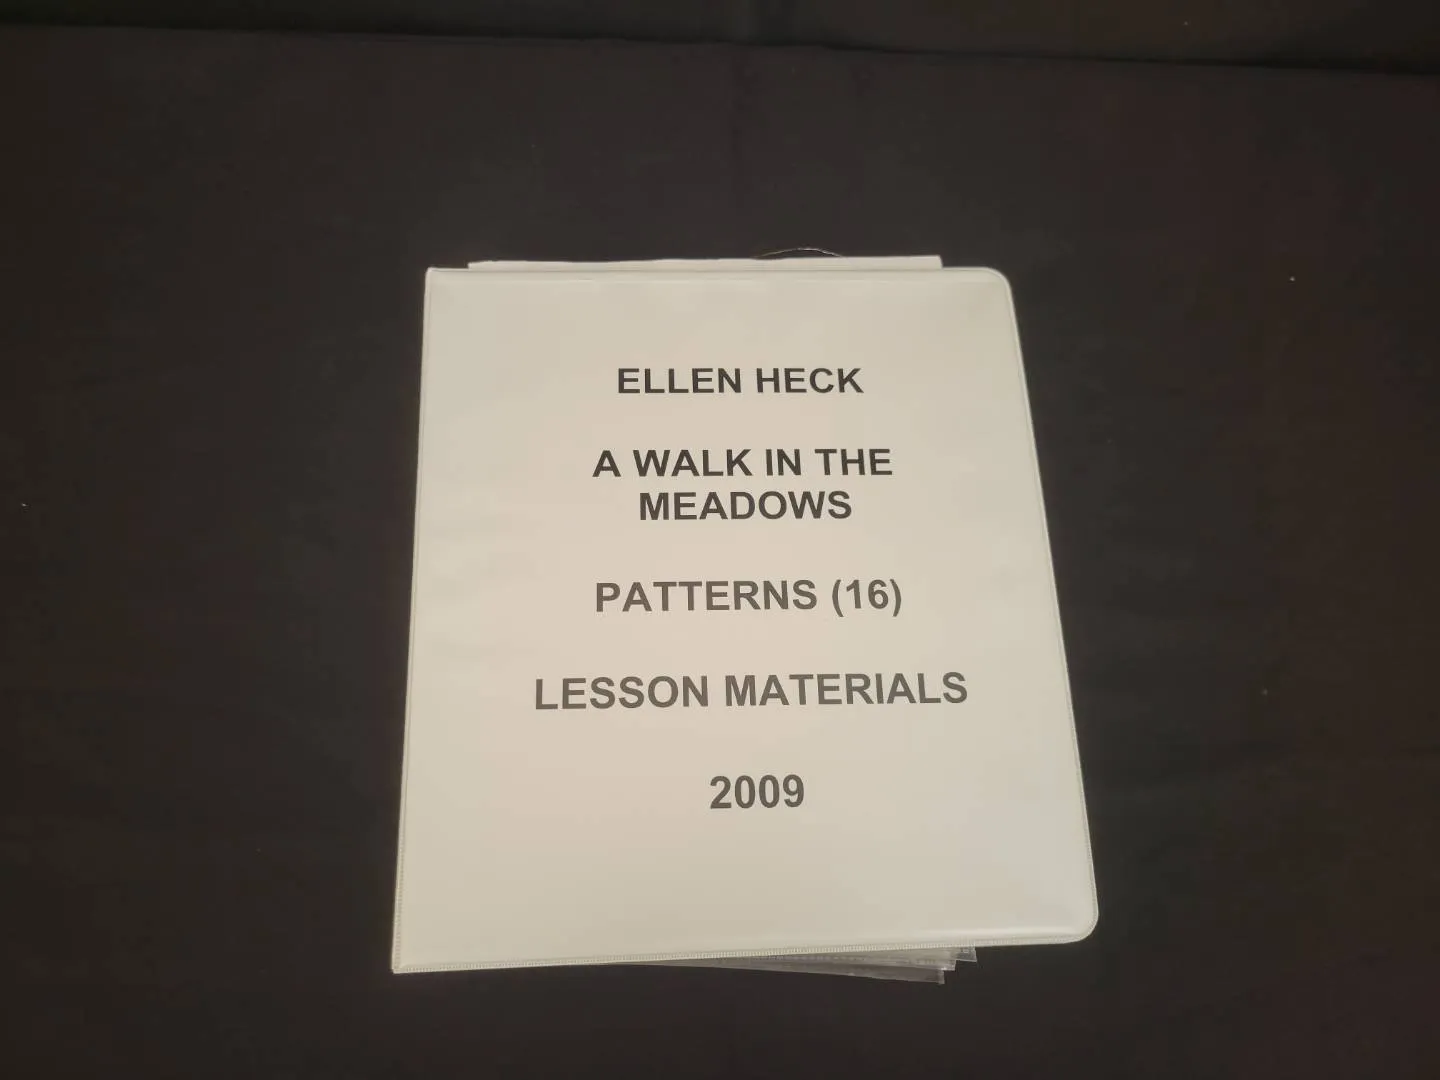 ELLEN HECK
A WALK IN THE
MEADOWS
PATTERNS (16)
LESSON MATERIALS
2009